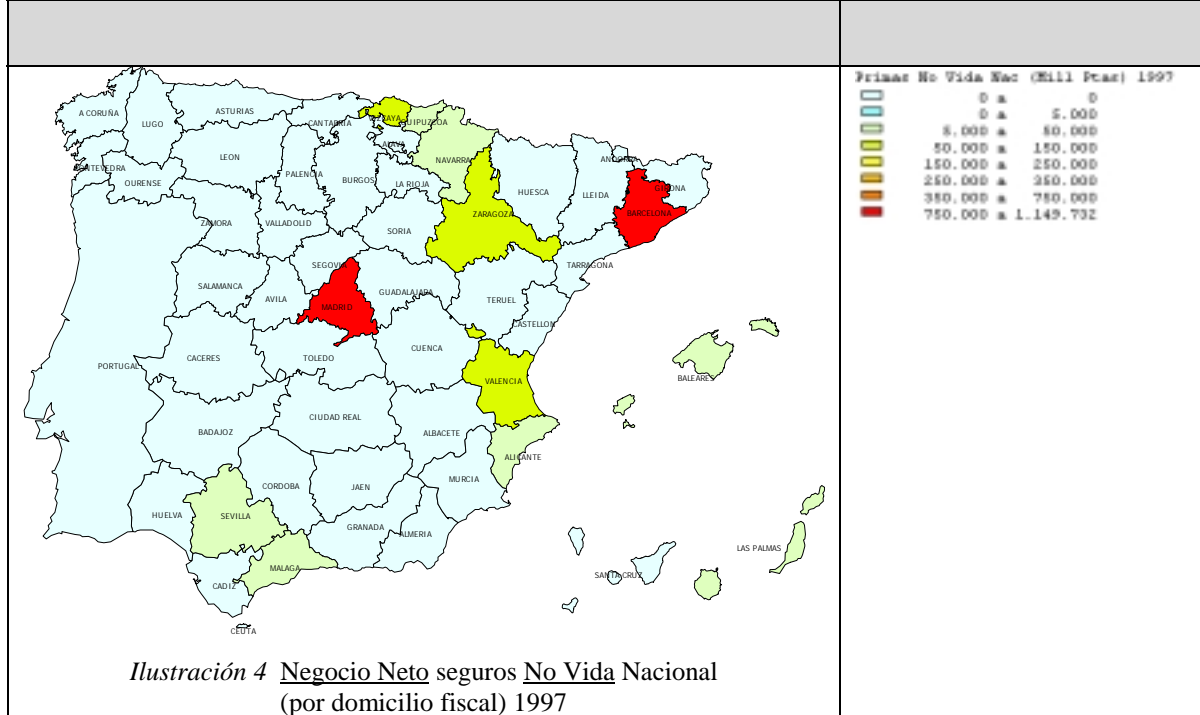 A CORUÑA
LUGO
ASTURIAS
CANTABRIA
VIZCAYA
GUIPUZCOA
ALAVA
NAVARRA
PONTEVEDRA
OURENSE
LEON
PALENCIA
BURGOS
LA RIOJA
HUESCA
ANDORRA
LLEIDA
GIRONA
BARCELONA
ZAMORA
VALLADOLID
SORIA
ZARAGOZA
TARRAGONA
SEGOVIA
SALAMANCA
AVILA
MADRID
GUADALAJARA
TERUEL
CASTELLON
PORTUGAL
CACERES
TOLEDO
CUENCA
VALENCIA
BALEARES
BADAJOZ
CIUDAD REAL
ALBACETE
ALICANTE
HUELVA
SEVILLA
CORDOBA
JAEN
MURCIA
GRANADA
ALMERIA
CADIZ
MALAGA
CEUTA
SANTA CRUZ
LAS PALMAS
Ilustración 4 Negocio Neto seguros No Vida Nacional
(por domicilio fiscal) 1997
Primas No Vida Nac (Mill Ptas) 1997
0 a 0
0 a 5.000
5.000 a 50.000
50.000 a 150.000
150.000 a 250.000
250.000 a 350.000
350.000 a 750.000
750.000 a 1.149.732